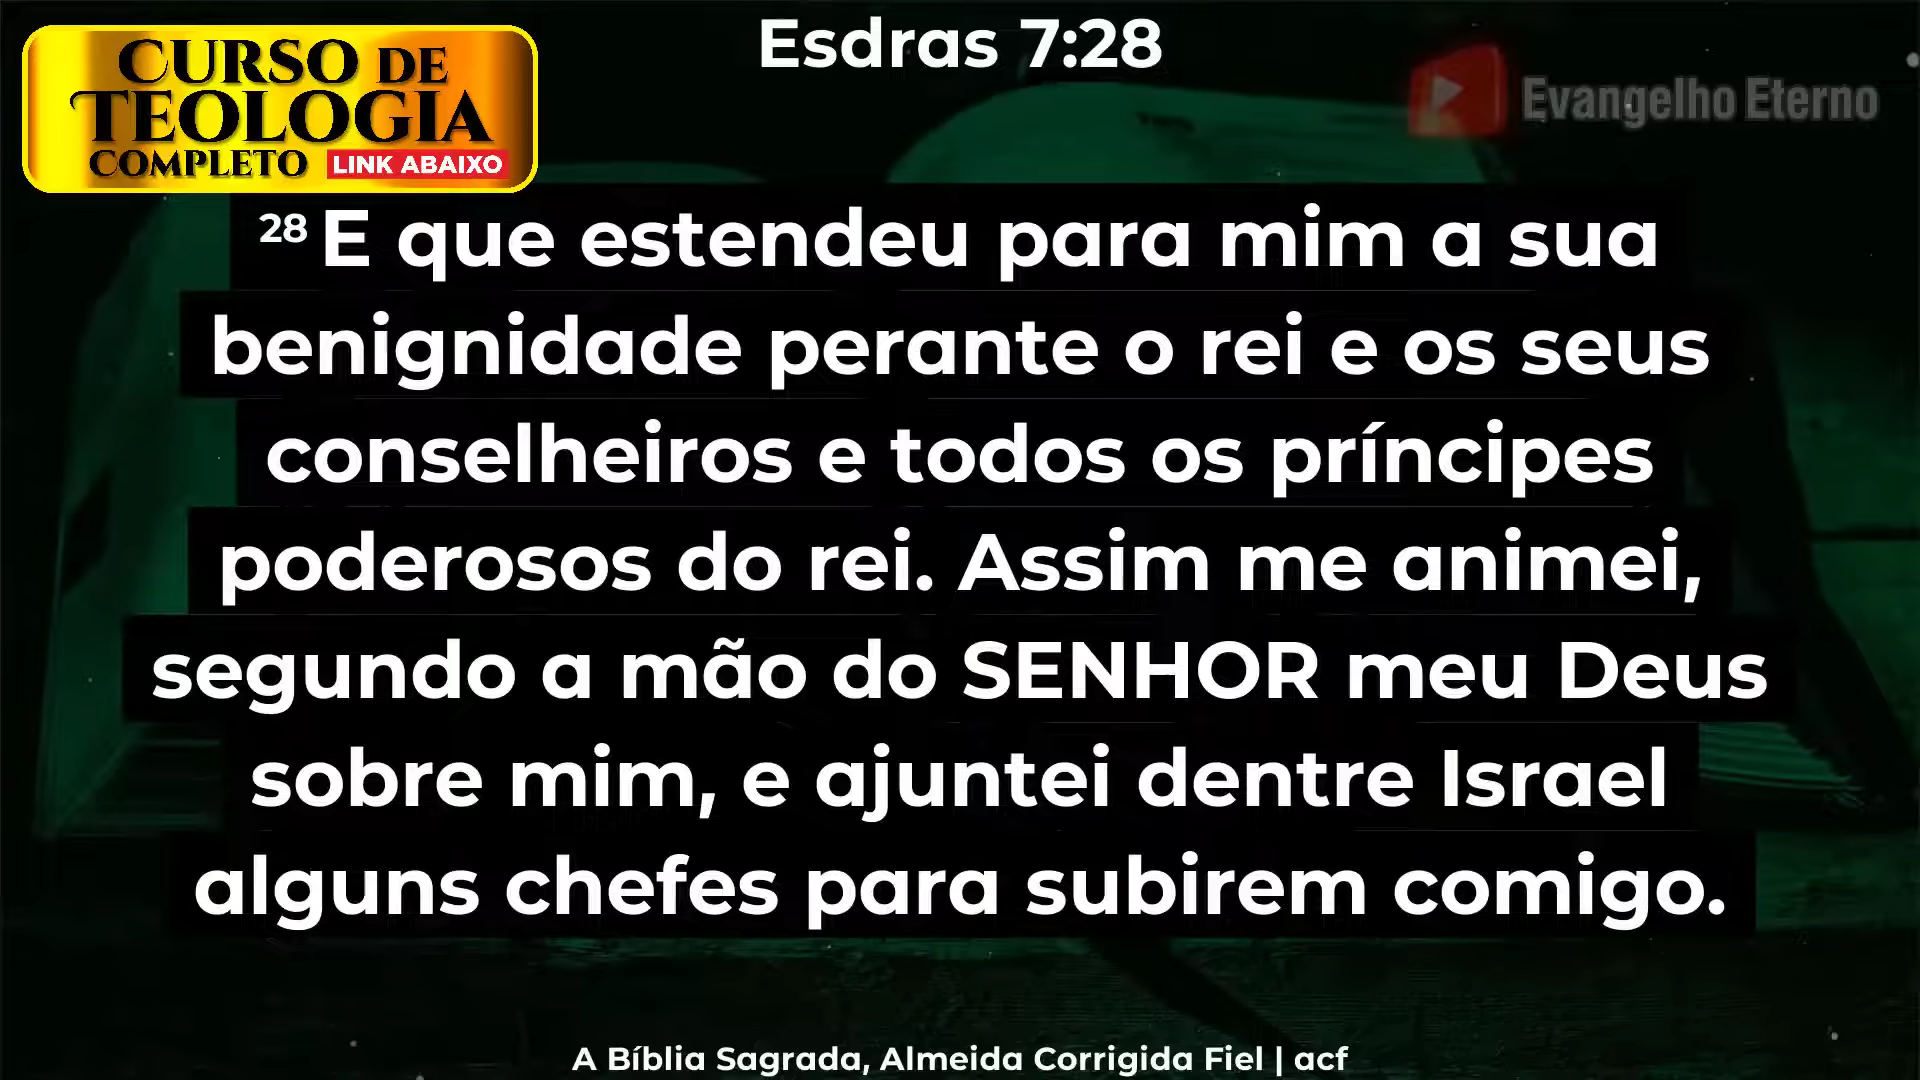 Esdras 7:28
CURSO DE
TEOLOGIA
COMPLETO LINK ABAIXO
Evangelho Eterno
28 E que estendeu para mim a sua
benignidade perante o rei e os seus
conselheiros e todos os príncipes
poderosos do rei. Assim me animei,
segundo a mão do SENHOR meu Deus
sobre mim, e ajuntei dentre Israel
alguns chefes para subirem comigo.
A Bíblia Sagrada, Almeida Corrigida Fiel | acf